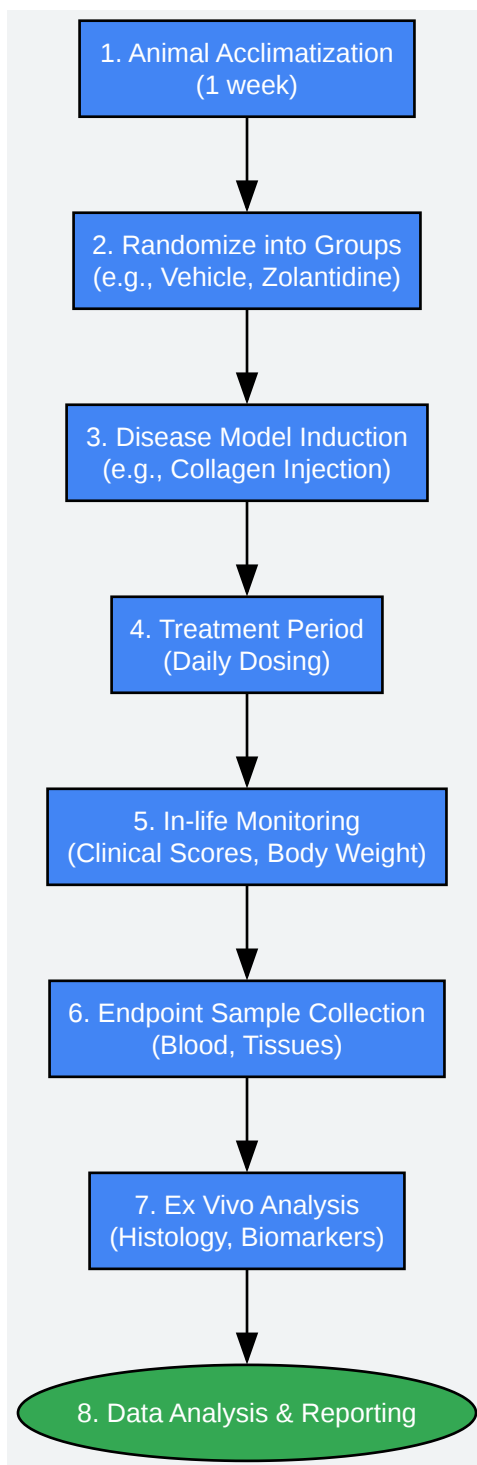 1. Animal Acclimatization
(1 week)
2. Randomize into Groups
(e.g., Vehicle, Zolantidine)
3. Disease Model Induction
(e.g., Collagen Injection)
4. Treatment Period
(Daily Dosing)
5. In-life Monitoring
(Clinical Scores, Body Weight)
6. Endpoint Sample Collection
(Blood, Tissues)
7. Ex Vivo Analysis
(Histology, Biomarkers)
8. Data Analysis & Reporting